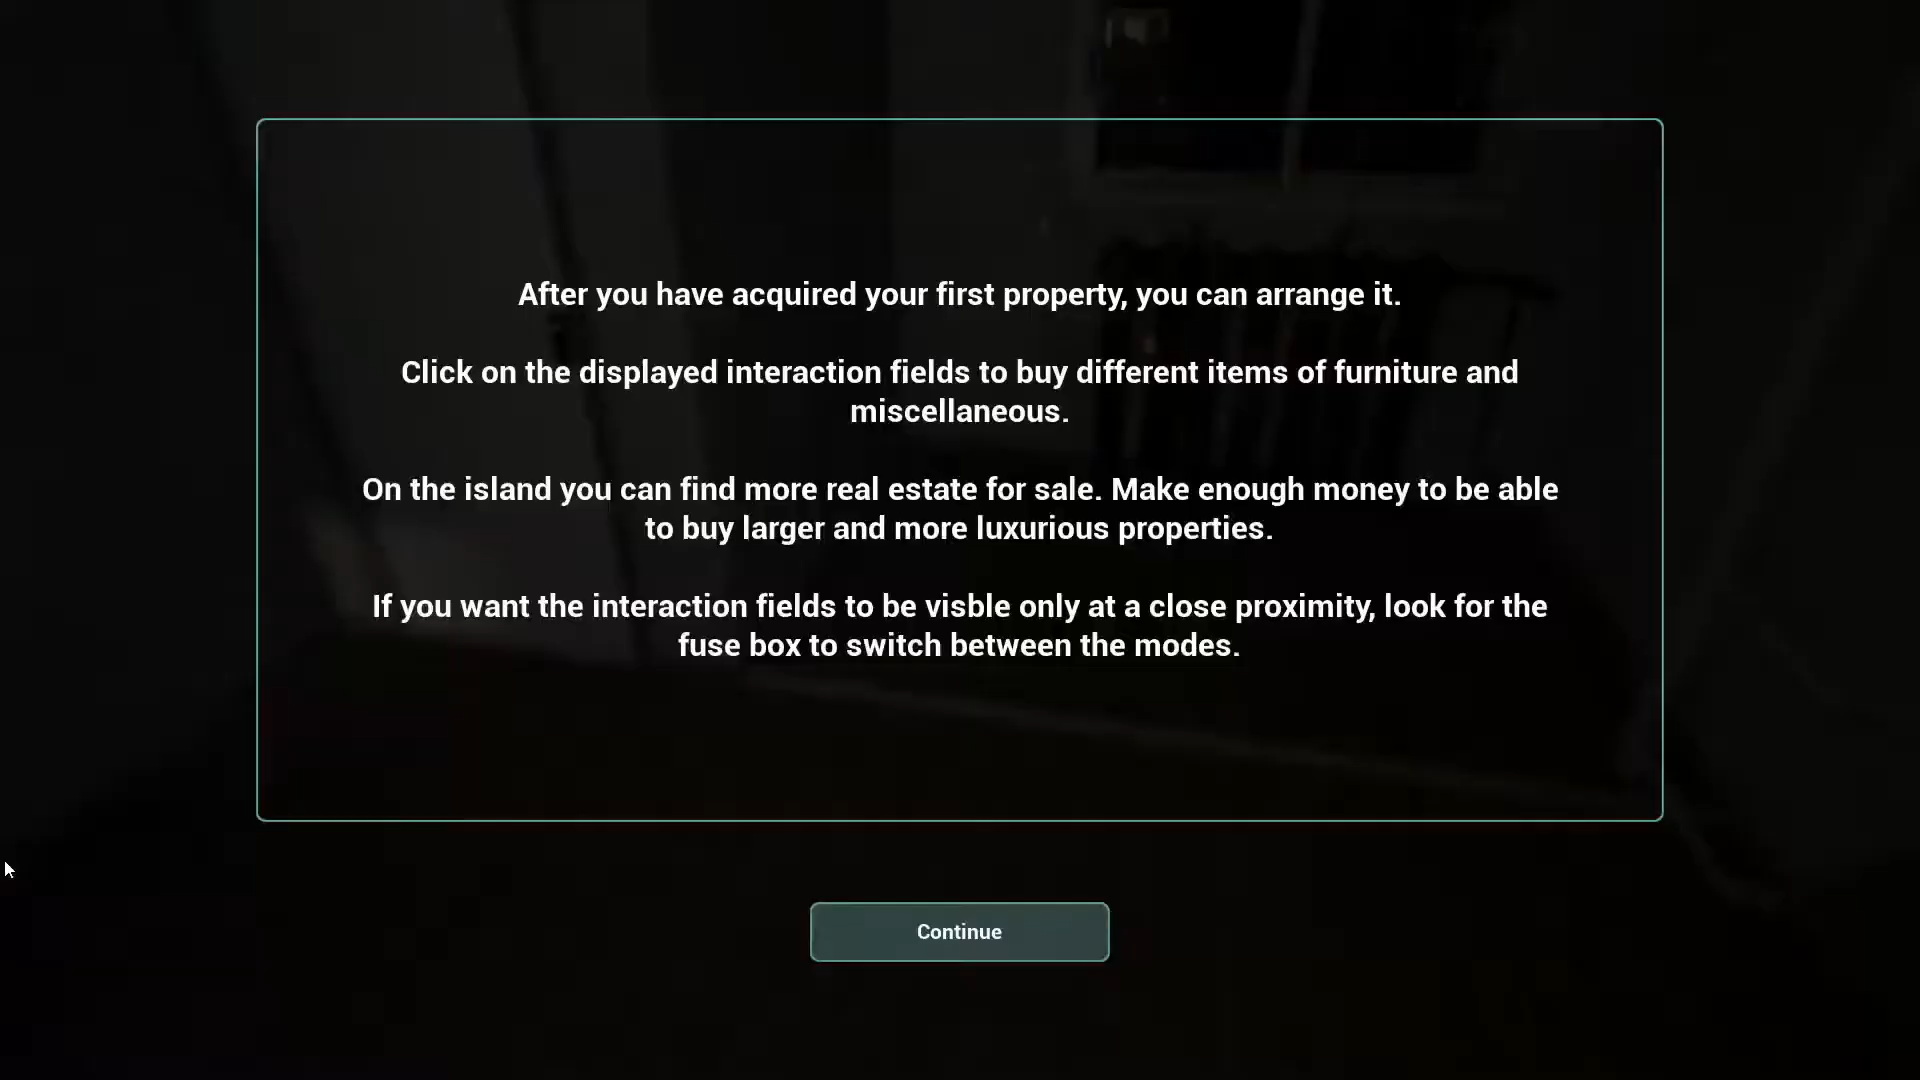 After you have acquired your first property, you can arrange it.
Click on the displayed interaction fields to buy different items of furniture and
miscellaneous.
On the island you can find more real estate for sale. Make enough money to be able
to buy larger and more luxurious properties.
If you want the interaction fields to be visble only at a close proximity, look for the
fuse box to switch between the modes.
Continue